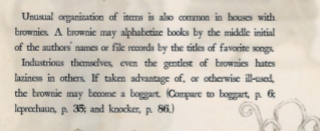 Unusual organization of items is also common in houses with
brownies. A brownie may alphabetize books by the middle initial
of the authors' names or file records by the titles of favorite songs.
Industrious themselves, even the gentlest of brownies hates
laziness in others. If taken advantage of, or otherwise ill-used,
the brownie may become a boggart. (Compare to boggart, p. 6;
leprechaun, p. 35; and knocker, p. 86.)